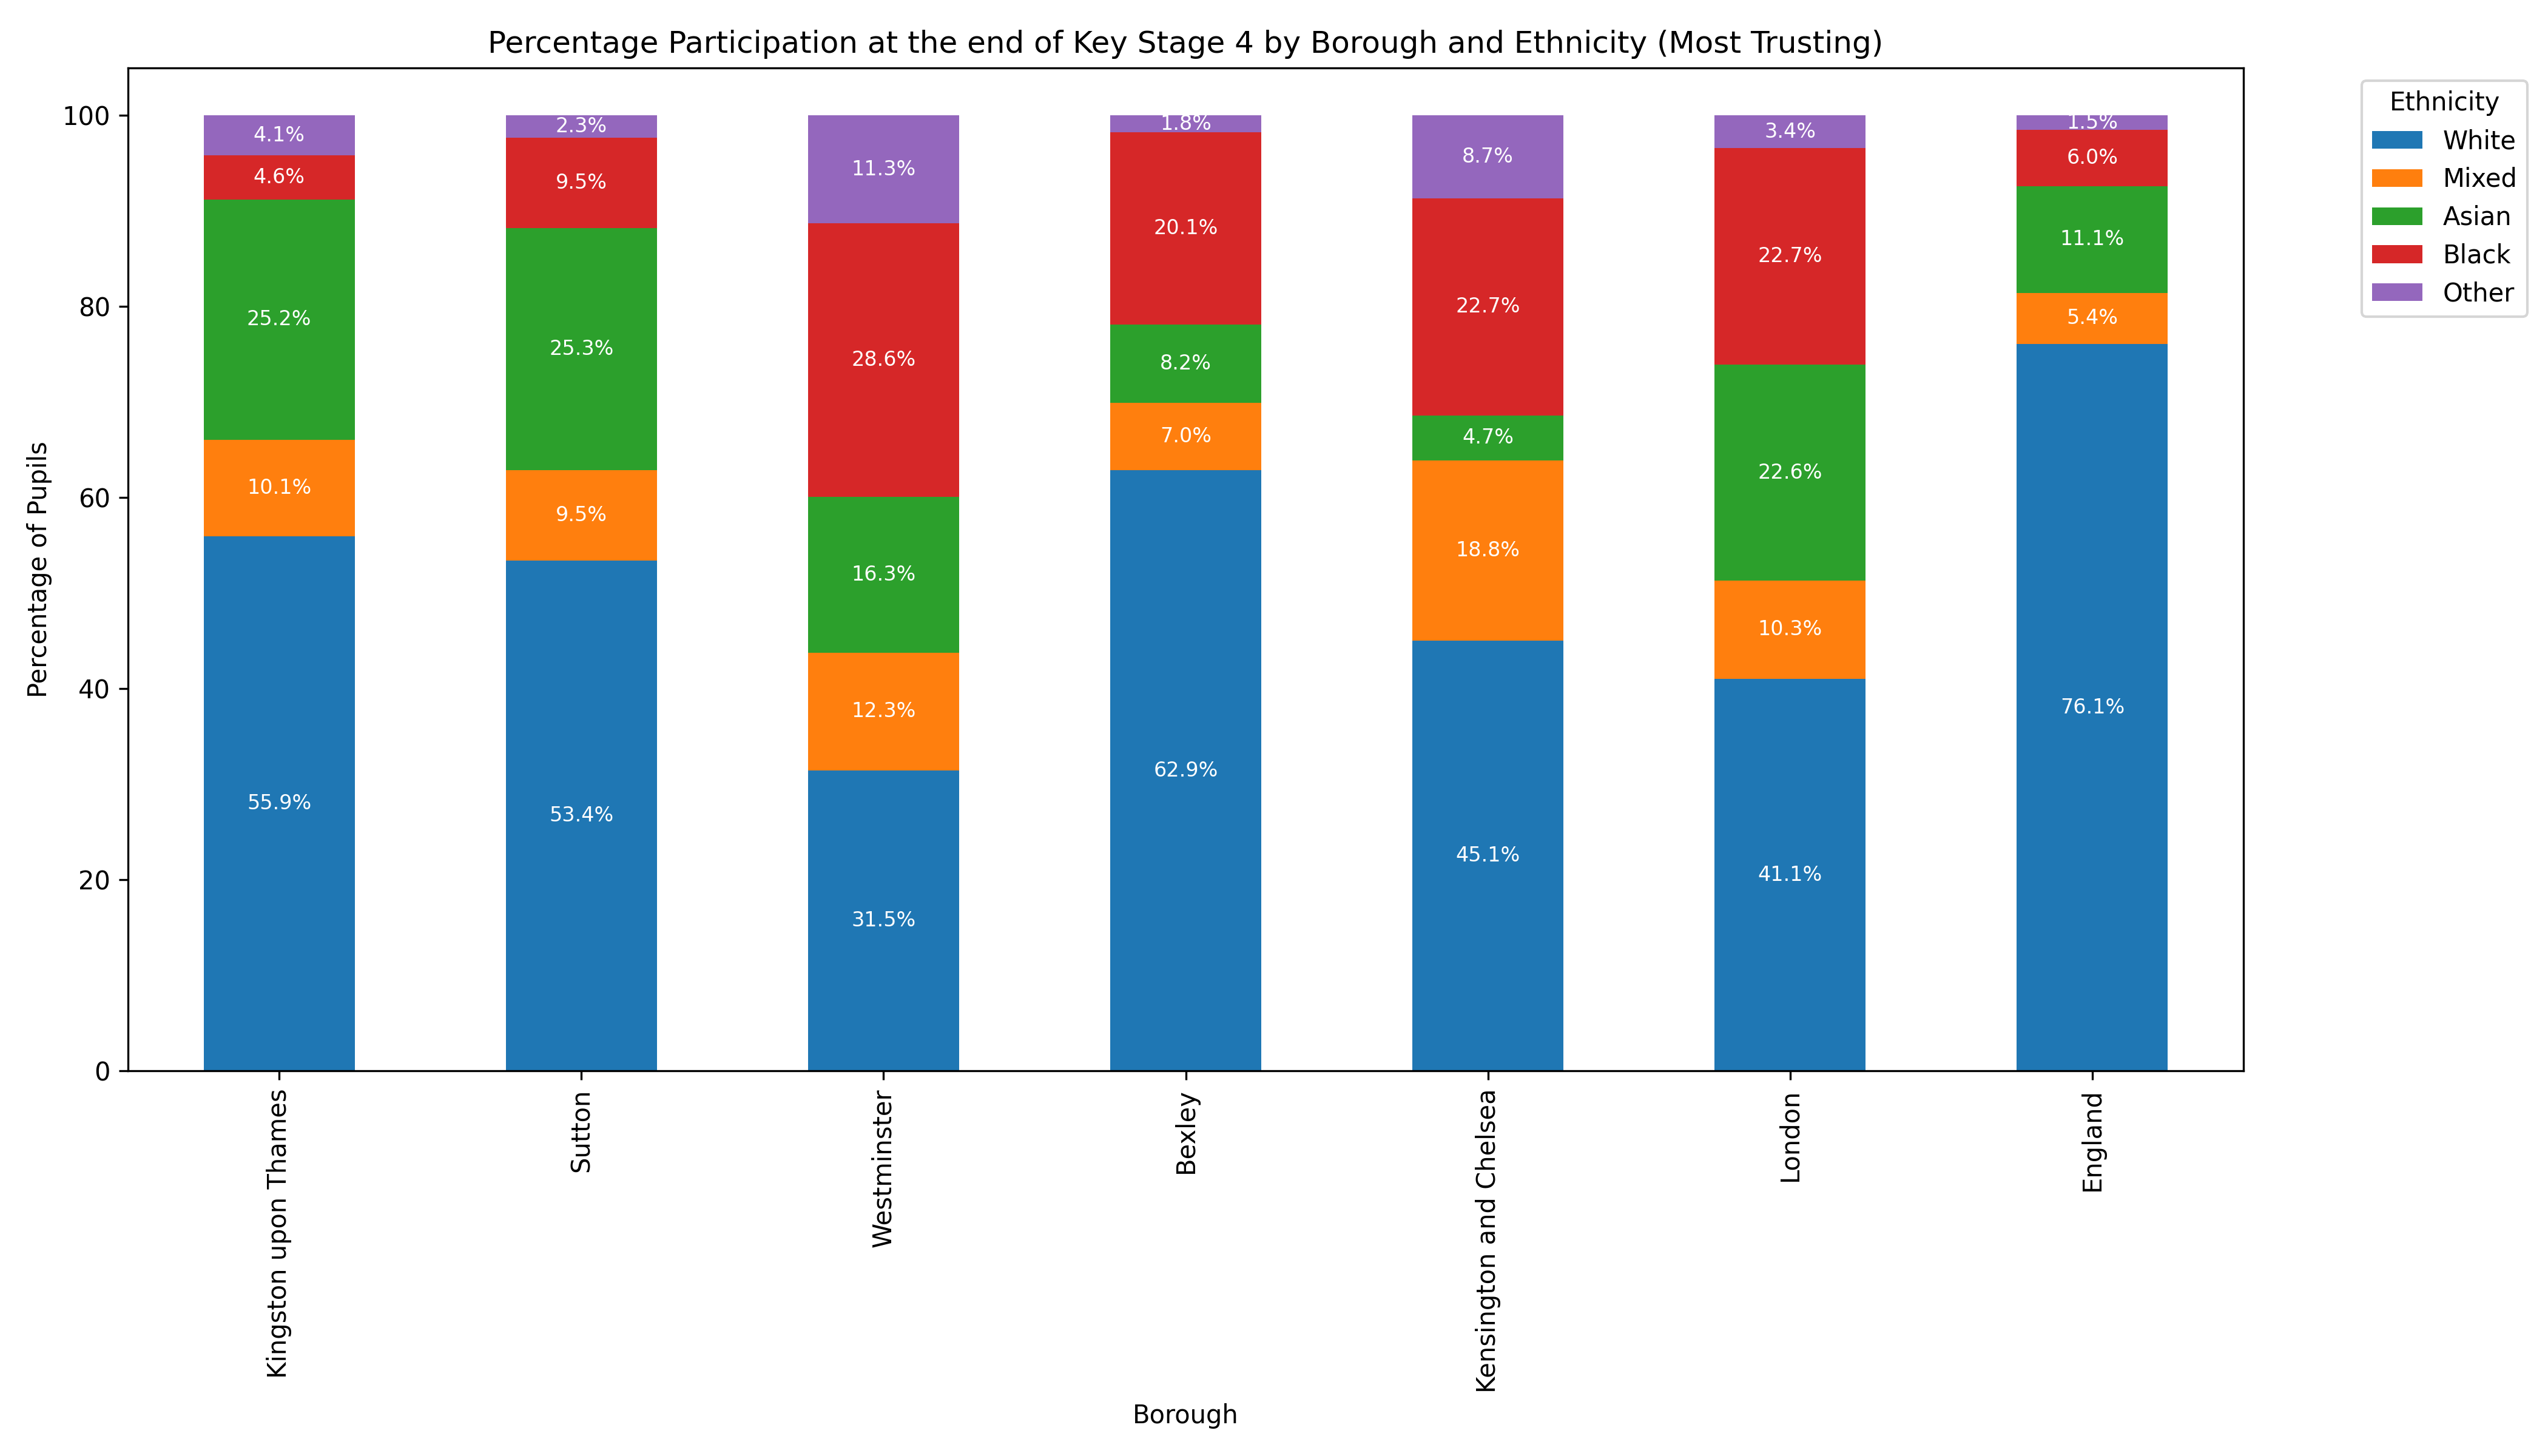 Percentage Participation at the end of Key Stage 4 by Borough and Ethnicity (Most Trusting)
Percentage of Pupils
100
80
60
40
20
0
4.1%
4.6%
25.2%
10.1%
55.9%
2.3%
9.5%
25.3%
9.5%
53.4%
11.3%
28.6%
16.3%
12.3%
31.5%
1.8%
20.1%
8.2%
7.0%
62.9%
8.7%
22.7%
4.7%
18.8%
45.1%
3.4%
22.7%
22.6%
10.3%
41.1%
1.5%
6.0%
11.1%
5.4%
76.1%
Kingston upon Thames
Sutton
Westminster
Bexley
Kensington and Chelsea
London
England
Borough
Ethnicity
White
Mixed
Asian
Black
Other